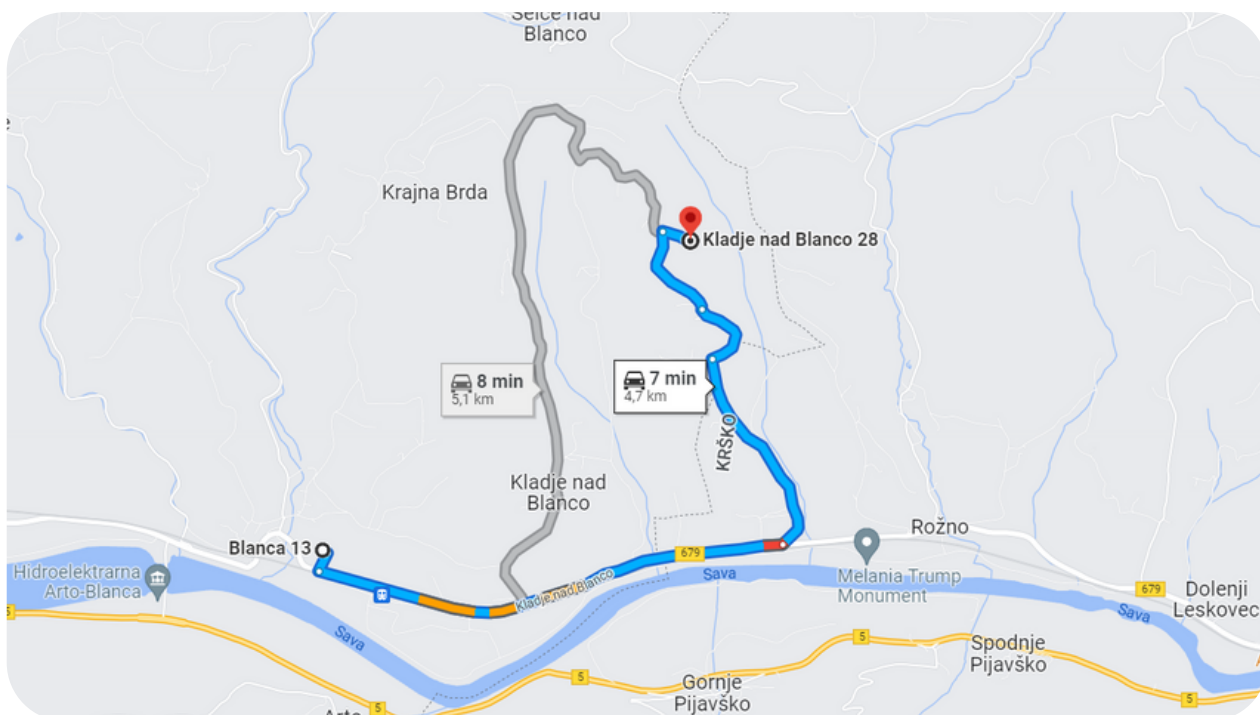 Selce nad
Blanco
Krajna Brda
Kladje nad Blanco 28
8 min
5,1 km
7 min
4,7 km
KRŠKO
Kladje nad
Blanco
Rožno
Blanca 13
679
Kladje nad Blanco
Hidroelektrarna
Arto-Blanca
Sava
Melania Trump
Monument
679
Dolenji
Leskovec
Sava
Sava
5
5
Spodnje
Pijavško
5
Gornje
Pijavško
5
5
Arto